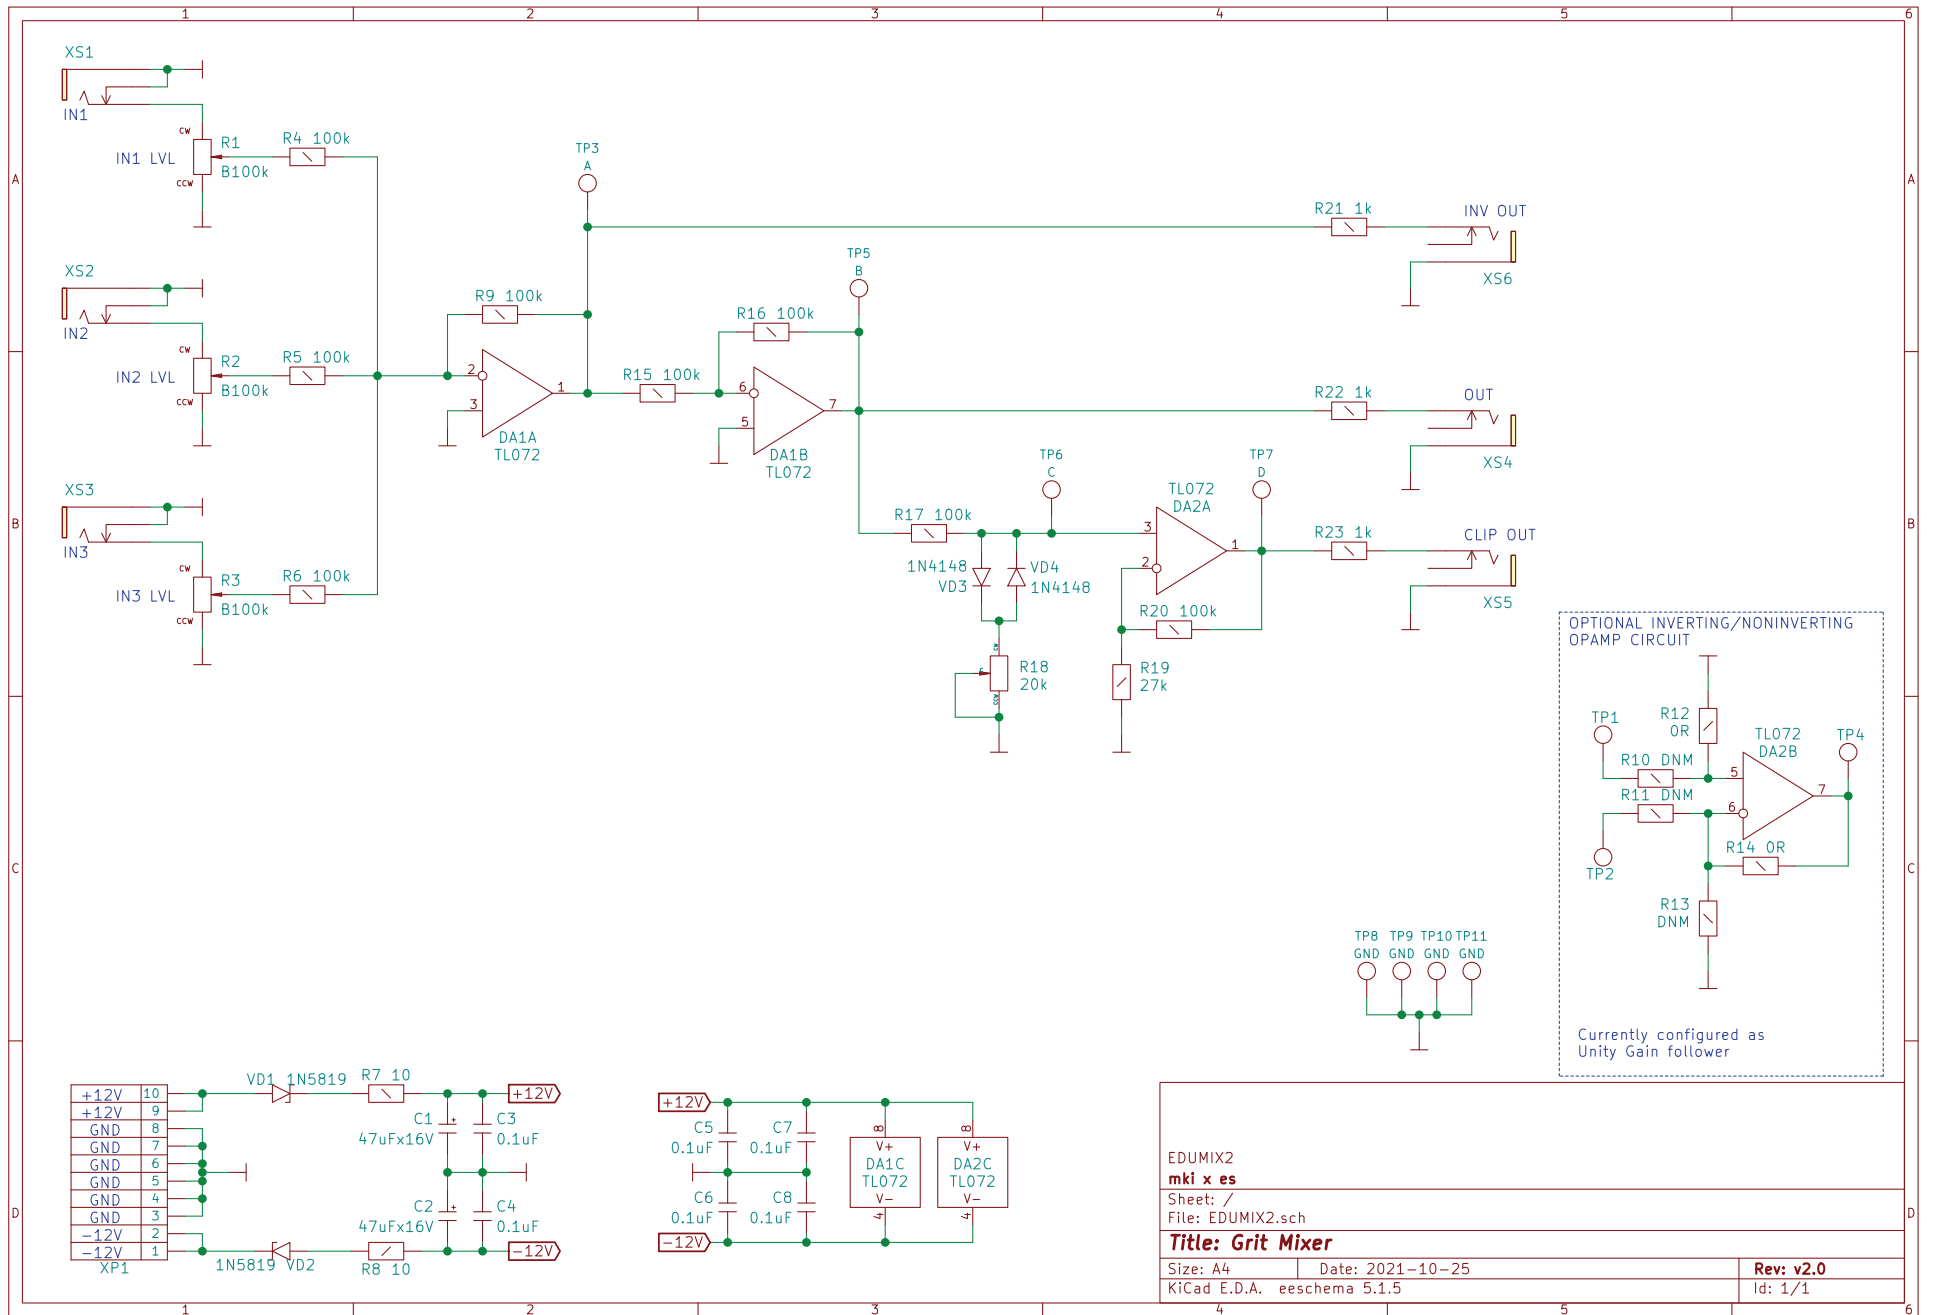 1 2 3 4 5 6
XS1
IN1
CW
R1
IN1 LVL
B100k
CCW
R4 100k
TP3
A
A
A
R21 1k
INV OUT
XS6
XS2
IN2
CW
R2
IN2 LVL
B100k
CCW
R5 100k
R9 100k
2
3
1
DA1A
TL072
R15 100k
TP5
B
R16 100k
6
5
7
DA1B
TL072
R22 1k
OUT
XS4
XS3
IN3
CW
R3
IN3 LVL
B100k
CCW
R6 100k
B
B
R17 100k
1N4148
VD3
VD4
1N4148
TP6
C
R18
20k
TL072
DA2A
3
2
1
TP7
D
R20 100k
R19
27k
R23 1k
CLIP OUT
XS5
OPTIONAL INVERTING/NONINVERTING
OPAMP CIRCUIT
TP1
R12
0R
TL072
DA2B
TP4
R10 DNM
5
7
R11 DNM
6
R14 0R
TP2
R13
DNM
Currently configured as
Unity Gain follower
C
C
TP8 TP9 TP10 TP11
GND GND GND GND
+12V 10
+12V 9
GND 8
GND 7
GND 6
GND 5
GND 4
GND 3
-12V 2
-12V 1
XP1
VD1 1N5819
R7 10
+12V
C1
47uFx16V
C3
0.1uF
C2
47uFx16V
C4
0.1uF
1N5819 VD2
R8 10
-12V
+12V
C5
0.1uF
C7
0.1uF
C6
0.1uF
C8
0.1uF
-12V
8
V+
DA1C
TL072
V-
4
8
V+
DA2C
TL072
V-
4
D
D
EDUMIX2
mki x es
Sheet: /
File: EDUMIX2.sch
Title: Grit Mixer
Size: A4 Date: 2021-10-25 Rev: v2.0
KiCad E.D.A. eeschema 5.1.5 Id: 1/1
1 2 3 4 5 6